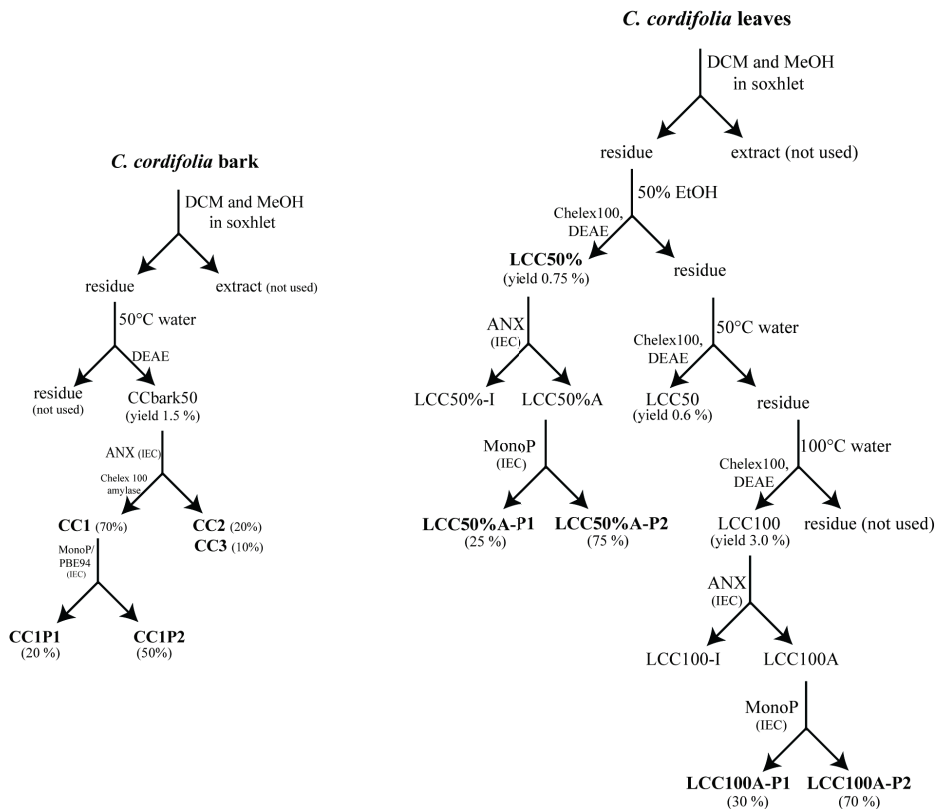 C. cordifolia bark
DCM and MeOH
in soxhlet
residue
extract (not used)
50°C water
DEAE
residue
(not used)
CCbark50
(yield 1.5 %)
ANX (IEC)
Chelex 100
amylase
CC1 (70%)
CC2 (20%)
CC3 (10%)
MonoP/
PBE94
(IEC)
CC1P1
(20 %)
CC1P2
(50%)
C. cordifolia leaves
DCM and MeOH
in soxhlet
residue
extract (not used)
50% EtOH
Chelex100,
DEAE
LCC50%
(yield 0.75 %)
residue
ANX
(IEC)
50°C water
Chelex100,
DEAE
LCC50%-I
LCC50%A
LCC50
(yield 0.6 %)
residue
MonoP
(IEC)
100°C water
Chelex100,
DEAE
LCC50%A-P1
(25 %)
LCC50%A-P2
(75 %)
LCC100
(yield 3.0 %)
residue (not used)
ANX
(IEC)
LCC100-I
LCC100A
MonoP
(IEC)
LCC100A-P1
(30 %)
LCC100A-P2
(70 %)